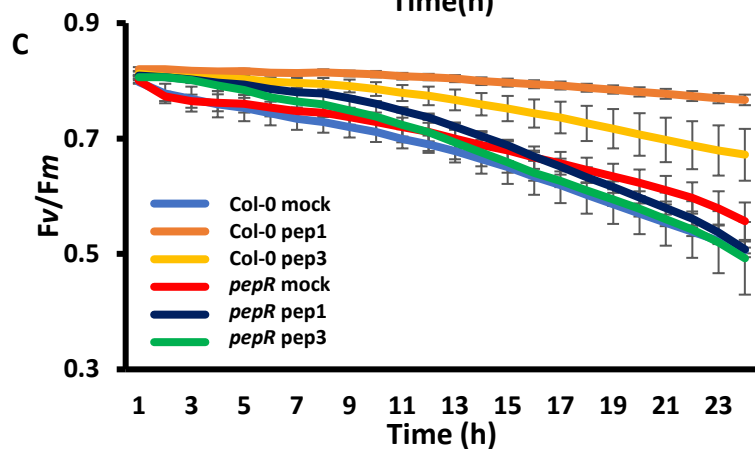 Time(h)
C
0.9
0.7
0.5
0.3
Fv/Fm
Col-0 mock
Col-0 pep1
Col-0 pep3
pepR mock
pepR pep1
pepR pep3
1 3 5 7 9 11 13 15 17 19 21 23
Time (h)